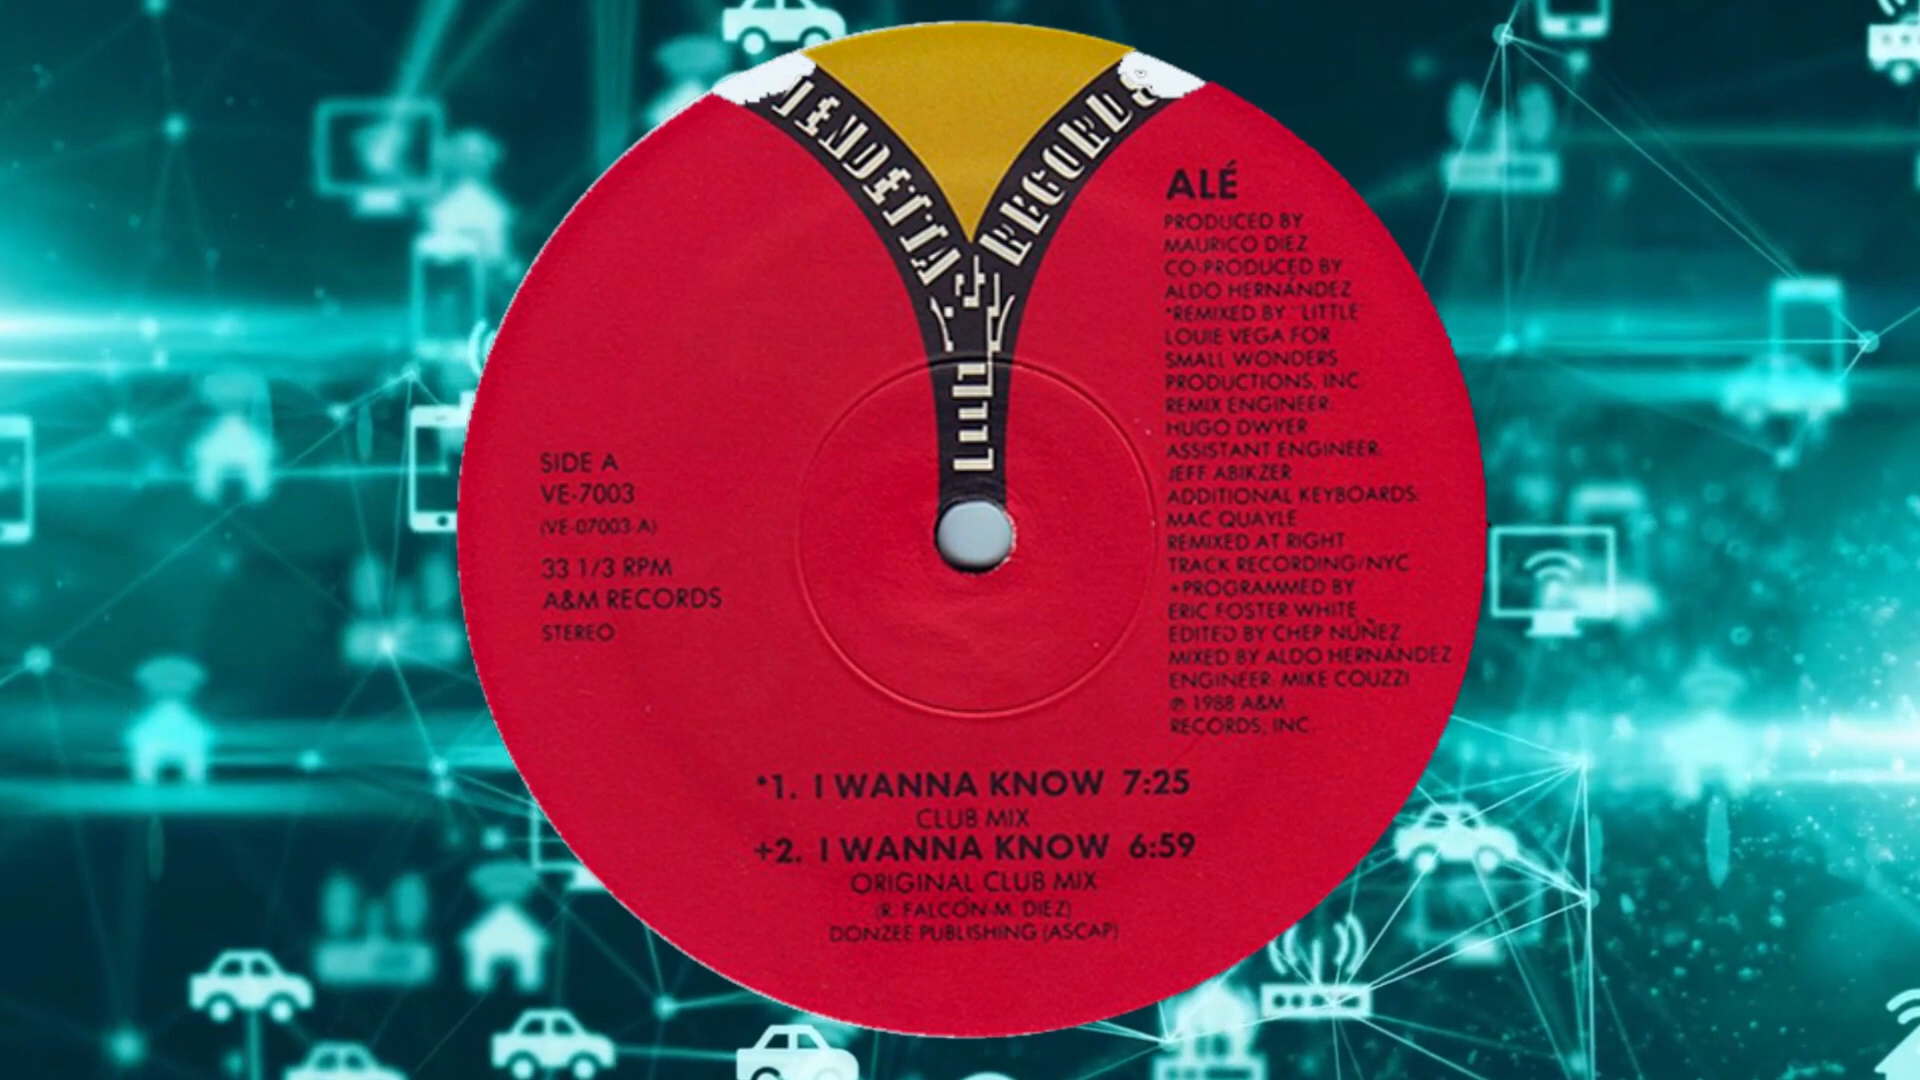 VENDETTA RECORDS
ALÉ
PRODUCED BY
MAURICO DIEZ
CO-PRODUCED BY
ALDO HERNÁNDEZ
*REMIXED BY "LITTLE"
LOUIE VEGA FOR
SMALL WONDERS
PRODUCTIONS, INC.
REMIX ENGINEER:
HUGO DWYER
ASSISTANT ENGINEER:
JEFF ABIKZER
ADDITIONAL KEYBOARDS:
MAC QUAYLE
REMIXED AT RIGHT
TRACK RECORDING/NYC
+PROGRAMMED BY
ERIC FOSTER WHITE
EDITED BY CHEP NÚÑEZ
MIXED BY ALDO HERNÁNDEZ
ENGINEER: MIKE COUZZI
℗ 1988 A&M
RECORDS, INC.
SIDE A
VE-7003
(VE-07003-A)
33 1/3 RPM
A&M RECORDS
STEREO
*1. I WANNA KNOW 7:25
CLUB MIX
+2. I WANNA KNOW 6:59
ORIGINAL CLUB MIX
(R. FALCÓN-M. DIEZ)
DONZEE PUBLISHING (ASCAP)